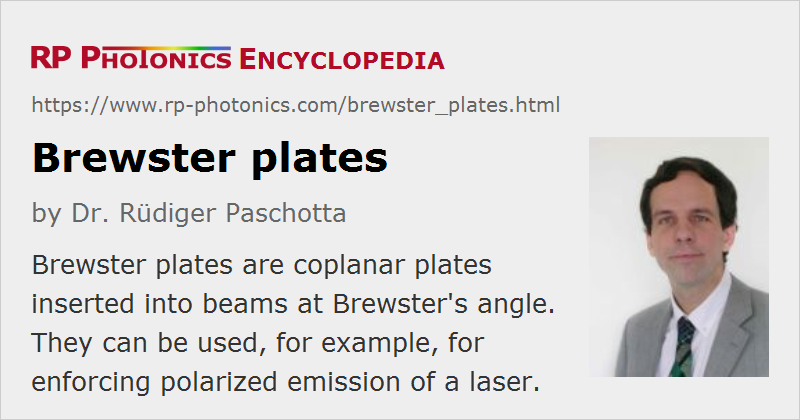 RP PHOTONICS ENCYCLOPEDIA
https://www.rp-photonics.com/brewster_plates.html
Brewster plates
by Dr. Rüdiger Paschotta
Brewster plates are coplanar plates
inserted into beams at Brewster's angle.
They can be used, for example, for
enforcing polarized emission of a laser.